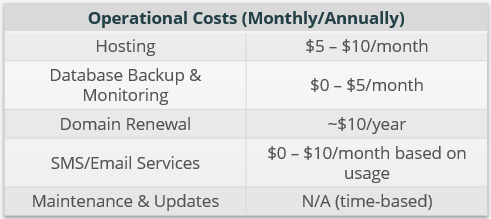 Operational Costs (Monthly/Annually)
Hosting
$5 – $10/month
Database Backup &
Monitoring
$0 – $5/month
Domain Renewal
~$10/year
SMS/Email Services
$0 – $10/month based on
usage
Maintenance & Updates
N/A (time-based)